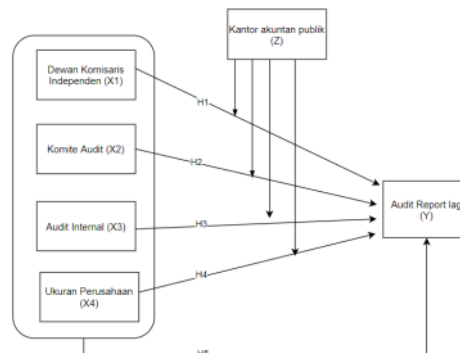 Kantor akuntan publik
(Z)
Dewan Komisaris
Independen (X1)
H1
Komite Audit (X2)
H2
Audit Report lag
(Y)
Audit Internal (X3)
H3
H4
Ukuran Perusahaan
(X4)
H5